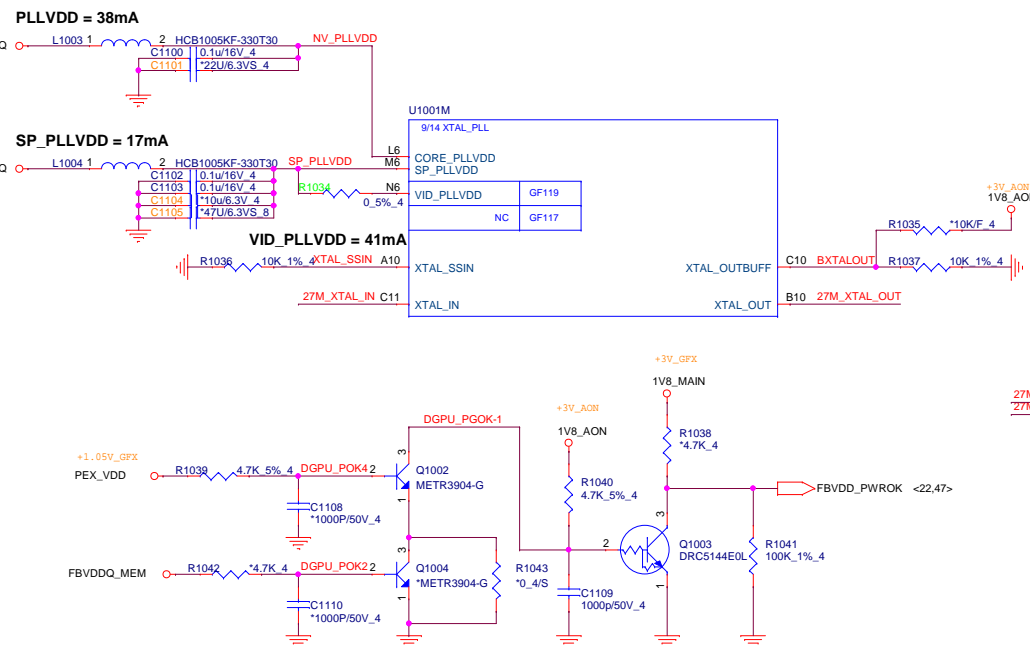 PLLVDD = 38mA
Q L1003 1 2 HCB1005KF-330T30 NV_PLLVDD
C1100 0.1u/16V_4
C1101 *22U/6.3VS_4
U1001M
9/14 XTAL_PLL
SP_PLLVDD = 17mA
L6 CORE_PLLVDD
Q L1004 1 2 HCB1005KF-330T30 SP_PLLVDD M6 SP_PLLVDD
C1102 0.1u/16V_4
C1103 0.1u/16V_4
C1104 *10u/6.3V_4
C1105 *47U/6.3VS_8
R1034 0_5%_4 N6 VID_PLLVDD GF119
NC GF117
+3V_AON
1V8_AO
R1035 *10K/F_4
VID_PLLVDD = 41mA
R1036 10K_1%_4 XTAL_SSIN A10 XTAL_SSIN
XTAL_OUTBUFF C10 BXTALOUT R1037 10K_1%_4
27M_XTAL_IN C11 XTAL_IN
XTAL_OUT B10 27M_XTAL_OUT
+3V_GFX
1V8_MAIN
27M
27M
+3V_AON
1V8_AON
DGPU_PGOK-1
R1038
*4.7K_4
+1.05V_GFX
PEX_VDD R1039 4.7K_5%_4 DGPU_POK4 2 3 1 Q1002
METR3904-G
R1040
4.7K_5%_4
FBVDD_PWROK <22,47>
C1108
*1000P/50V_4
2 3 1 Q1003
DRC5144E0L
R1041
100K_1%_4
FBVDDQ_MEM R1042 *4.7K_4 DGPU_POK2 2 3 1 Q1004
*METR3904-G
R1043
*0_4/S
C1109
1000p/50V_4
C1110
*1000P/50V_4